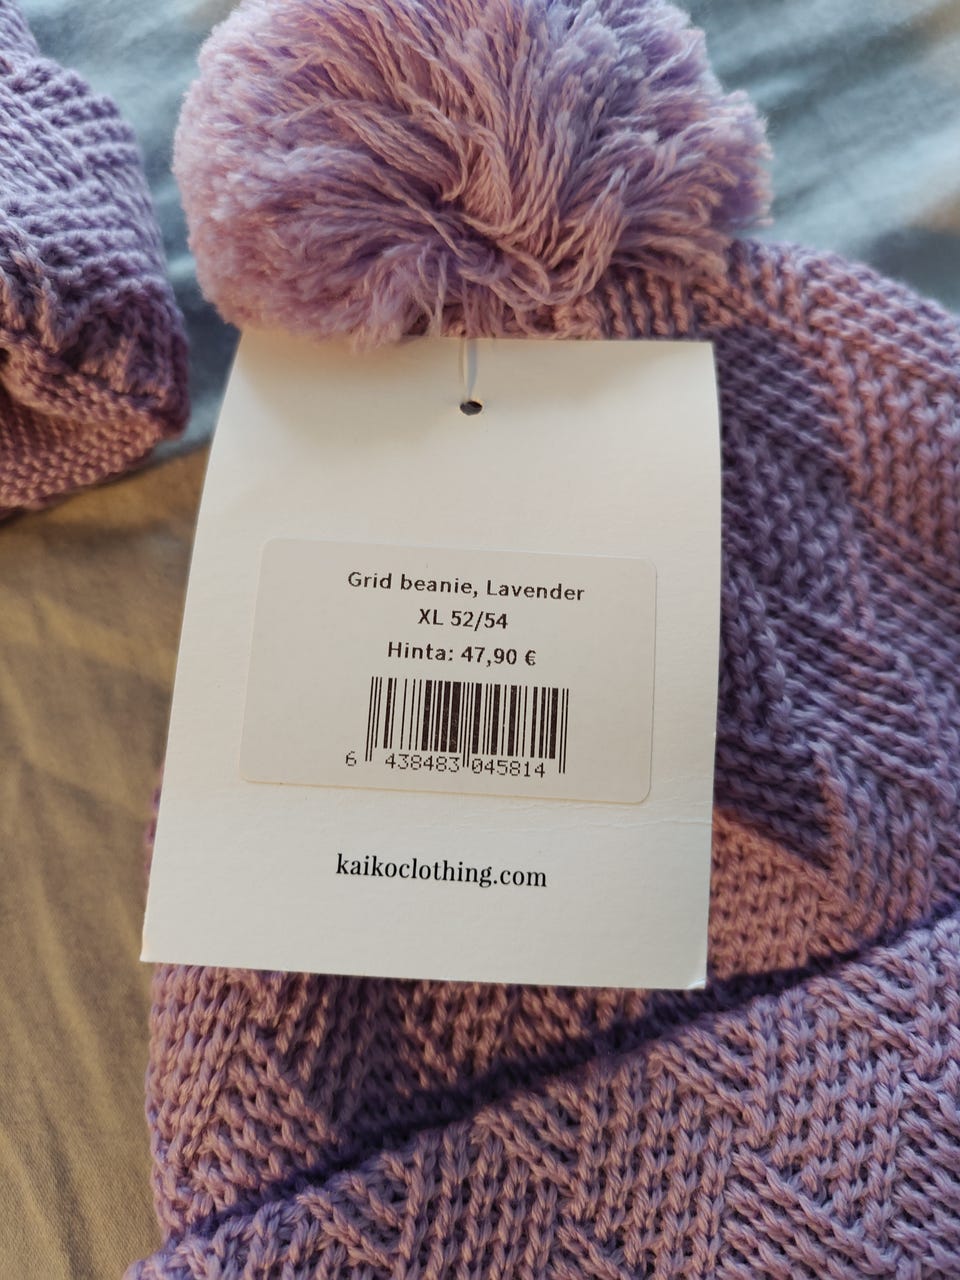 Grid beanie, Lavender
XL 52/54
Hinta: 47,90 €
6 438483 045814
kaikoclothing.com